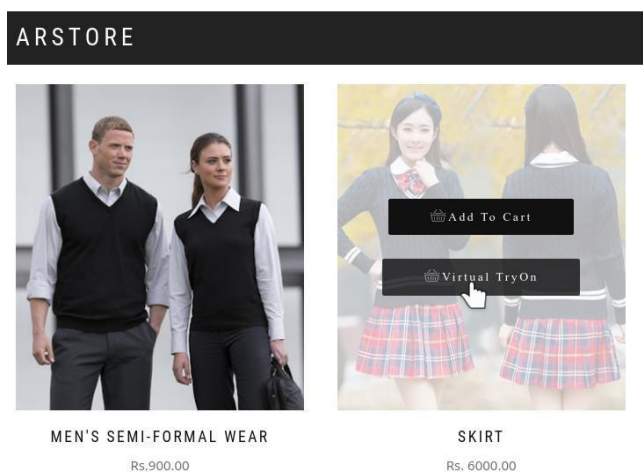 ARSTORE
Add To Cart
Virtual TryOn
MEN'S SEMI-FORMAL WEAR
SKIRT
Rs.900.00
Rs. 6000.00